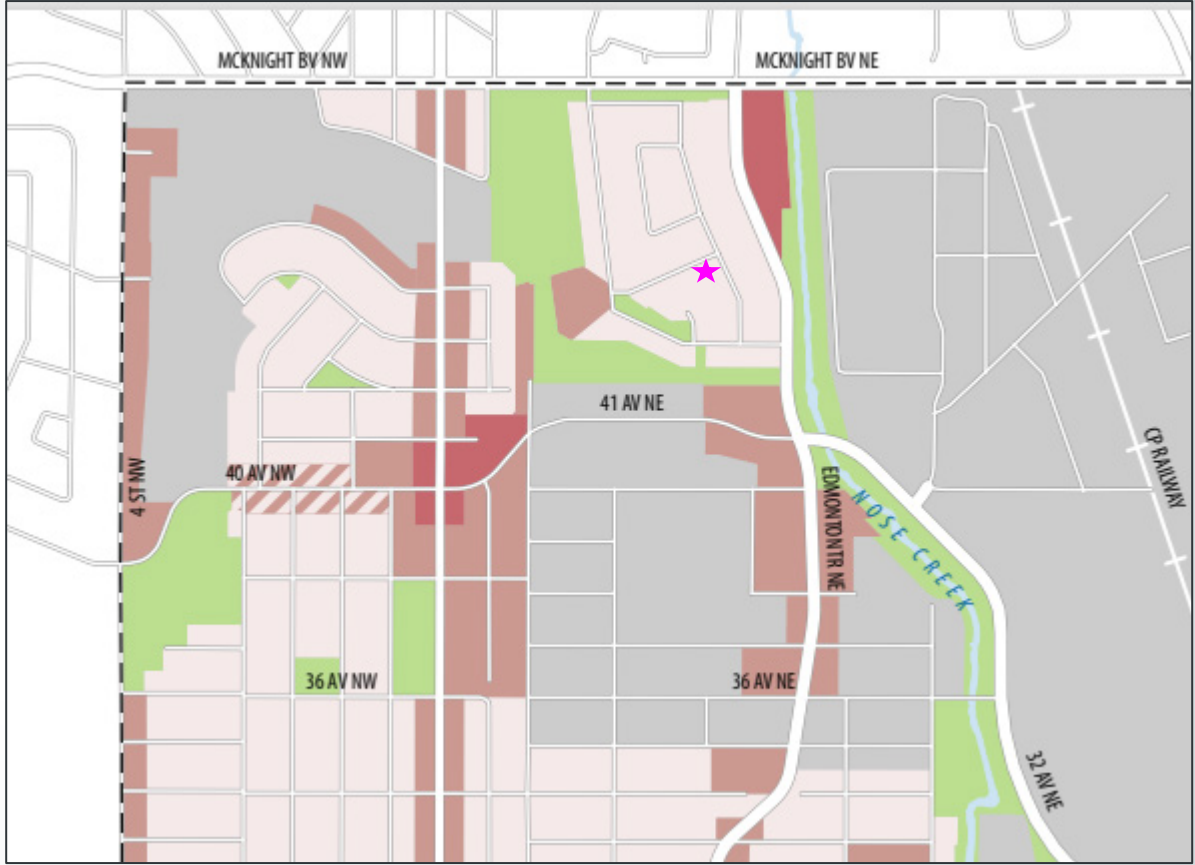 MCKNIGHT BV NW
MCKNIGHT BV NE
41 AV NE
40 AV NW
4 ST NW
EDMONTON TR NE
NOSE CREEK
CP RAILWAY
36 AV NW
36 AV NE
32 AV NE